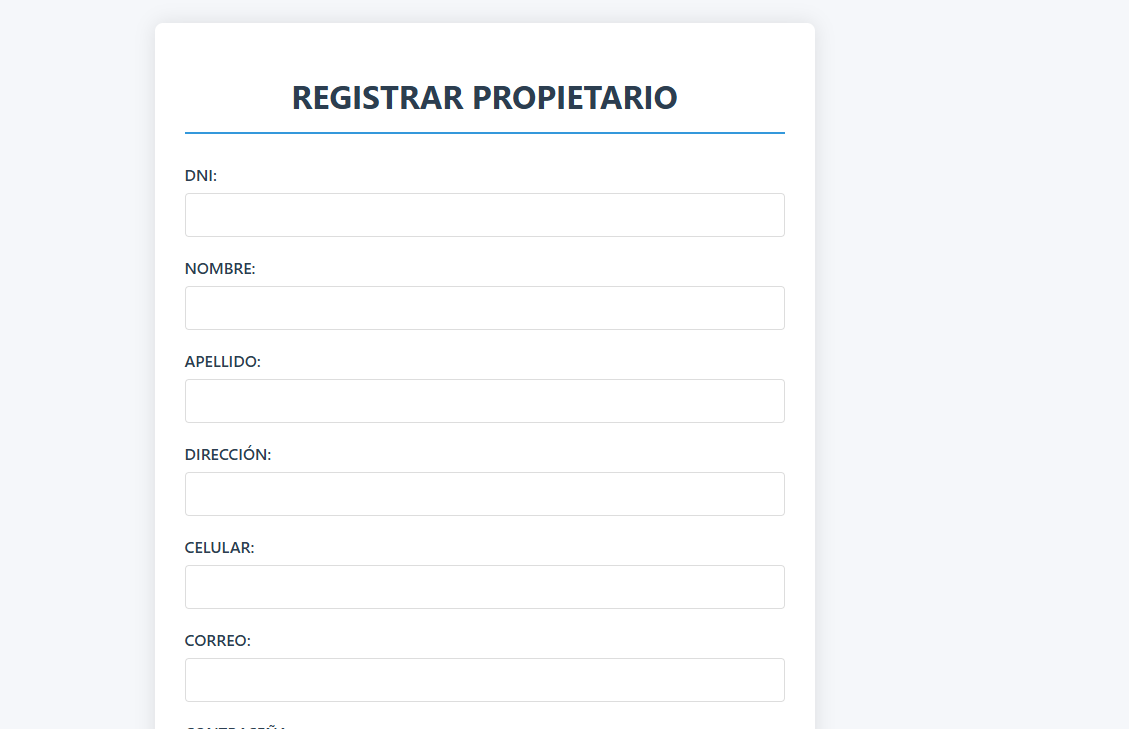 REGISTRAR PROPIETARIO
DNI:
NOMBRE:
APELLIDO:
DIRECCIÓN:
CELULAR:
CORREO: